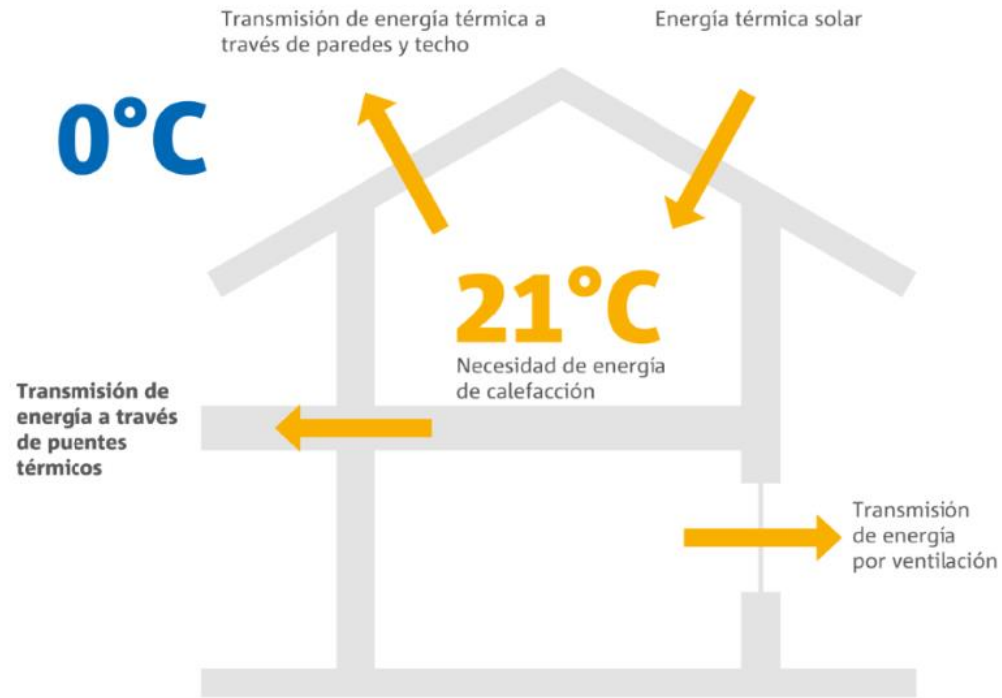 Transmisión de energía térmica a
través de paredes y techo
Energía térmica solar
0°C
21°C
Necesidad de energía
de calefacción
Transmisión de
energía a través
de puentes
térmicos
Transmisión
de energía
por ventilación